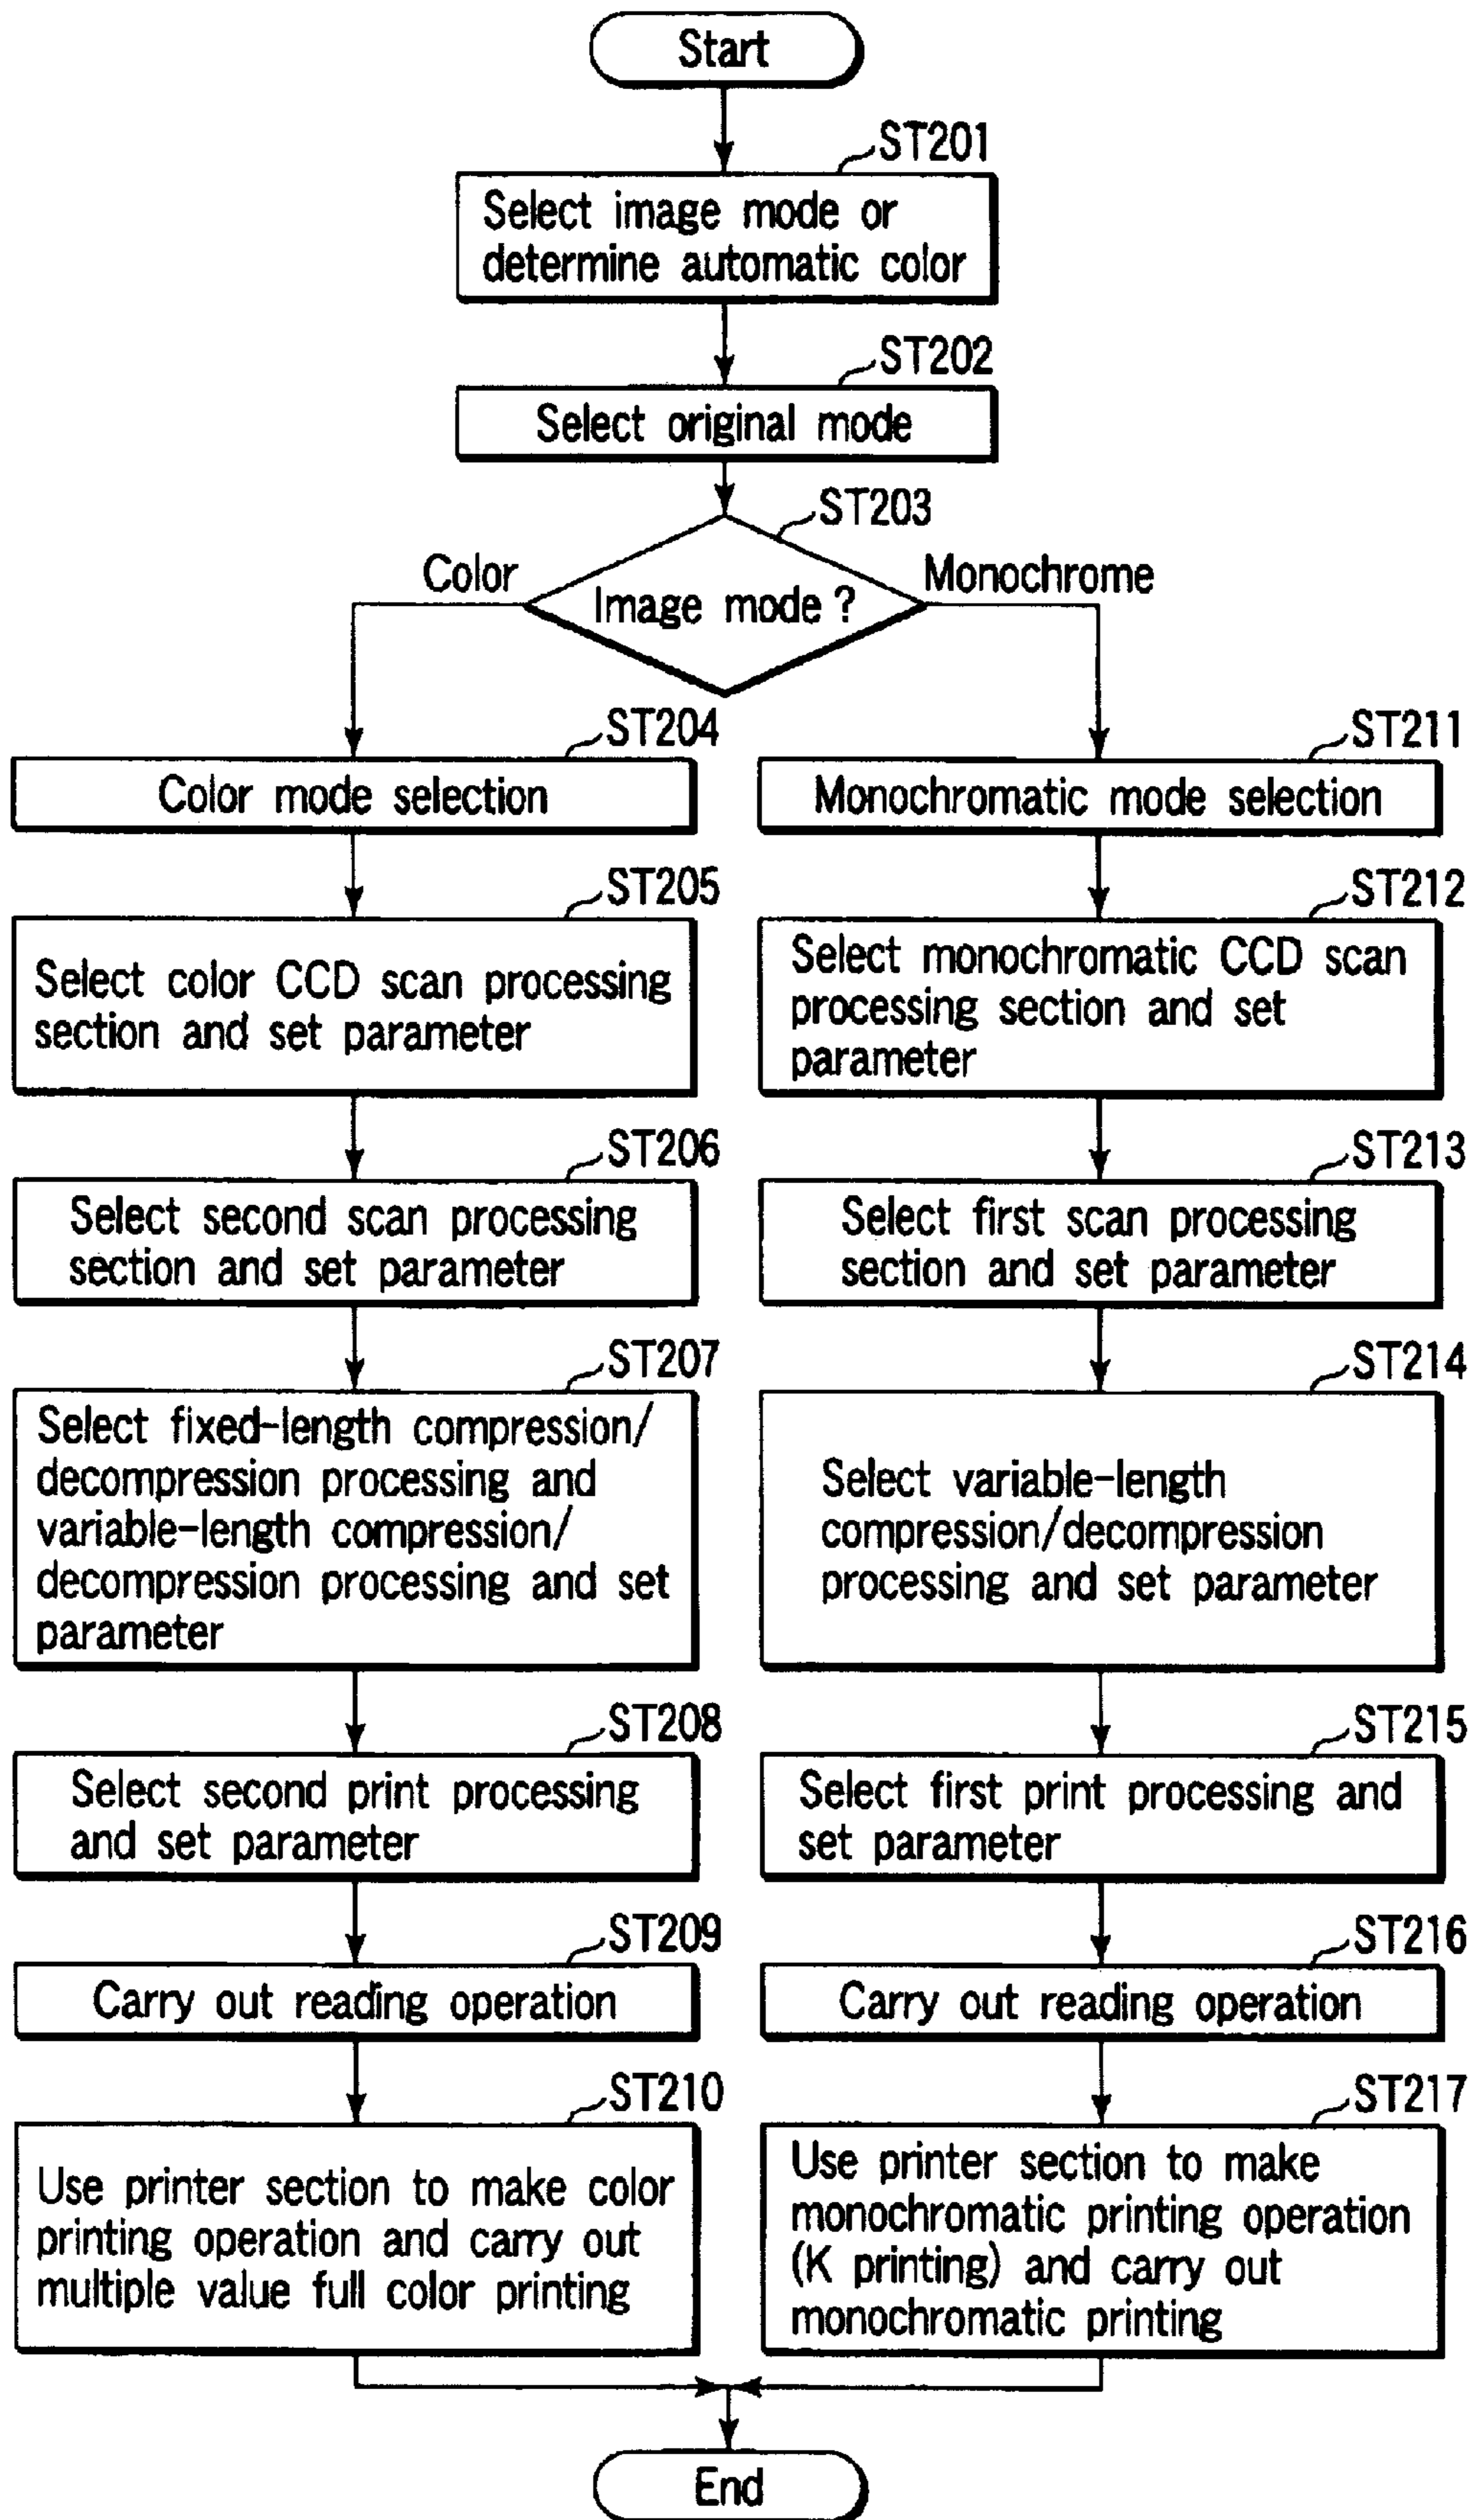 Start
ST201
Select image mode or
determine automatic color
ST202
Select original mode
ST203
Color
Monochrome
Image mode ?
ST204
Color mode selection
ST205
Select color CCD scan processing
section and set parameter
ST206
Select second scan processing
section and set parameter
ST207
Select fixed-length compression/
decompression processing and
variable-length compression/
decompression processing and set
parameter
ST208
Select second print processing
and set parameter
ST209
Carry out reading operation
ST210
Use printer section to make color
printing operation and carry out
multiple value full color printing
ST211
Monochromatic mode selection
ST212
Select monochromatic CCD scan
processing section and set
parameter
ST213
Select first scan processing
section and set parameter
ST214
Select variable-length
compression/decompression
processing and set parameter
ST215
Select first print processing and
set parameter
ST216
Carry out reading operation
ST217
Use printer section to make
monochromatic printing operation
(K printing) and carry out
monochromatic printing
End